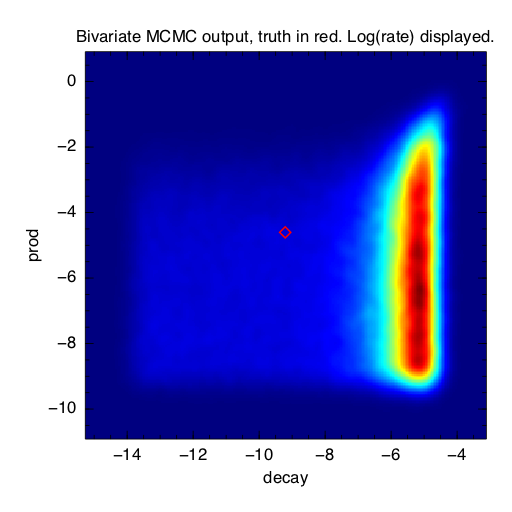 Bivariate MCMC output, truth in red. Log(rate) displayed.
0
−2
−4
−6
−8
−10
prod
−14 −12 −10 −8 −6 −4
decay